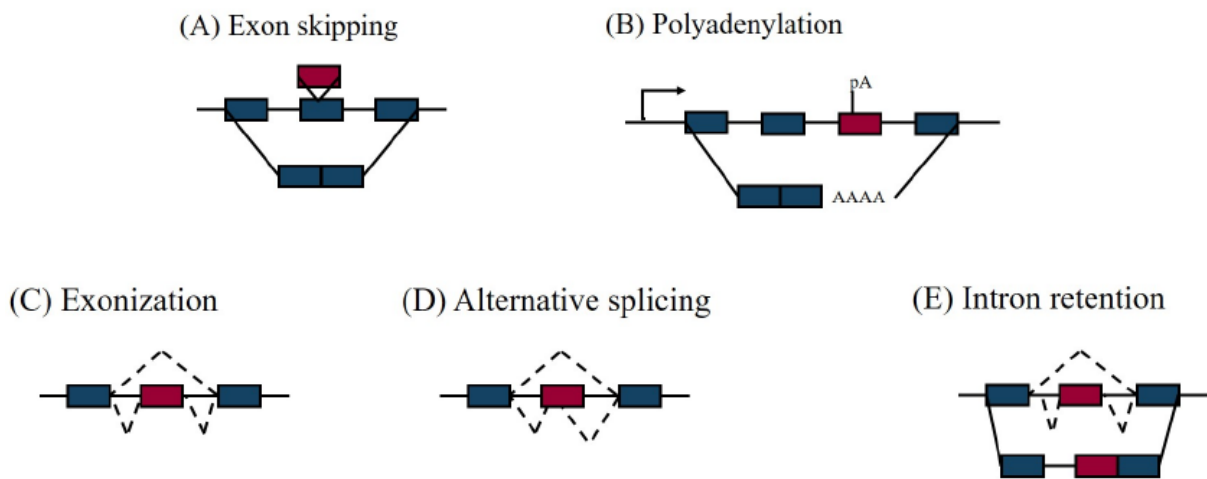 (A) Exon skipping
(B) Polyadenylation
pA
AAAA
(C) Exonization
(D) Alternative splicing
(E) Intron retention